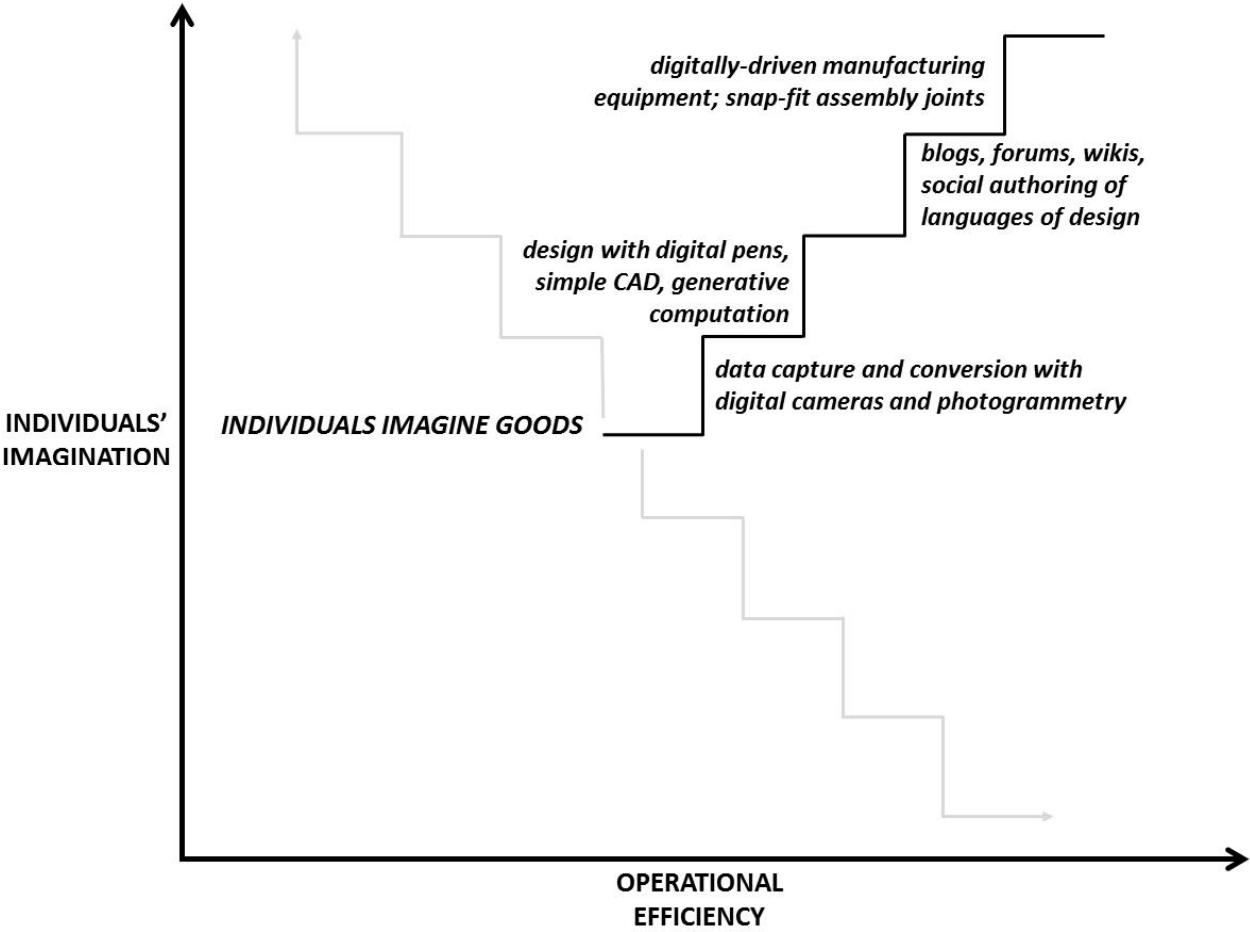 digitally-driven manufacturing
equipment; snap-fit assembly joints
blogs, forums, wikis,
social authoring of
languages of design
design with digital pens,
simple CAD, generative
computation
data capture and conversion with
digital cameras and photogrammetry
INDIVIDUALS’
IMAGINATION
INDIVIDUALS IMAGINE GOODS
OPERATIONAL
EFFICIENCY